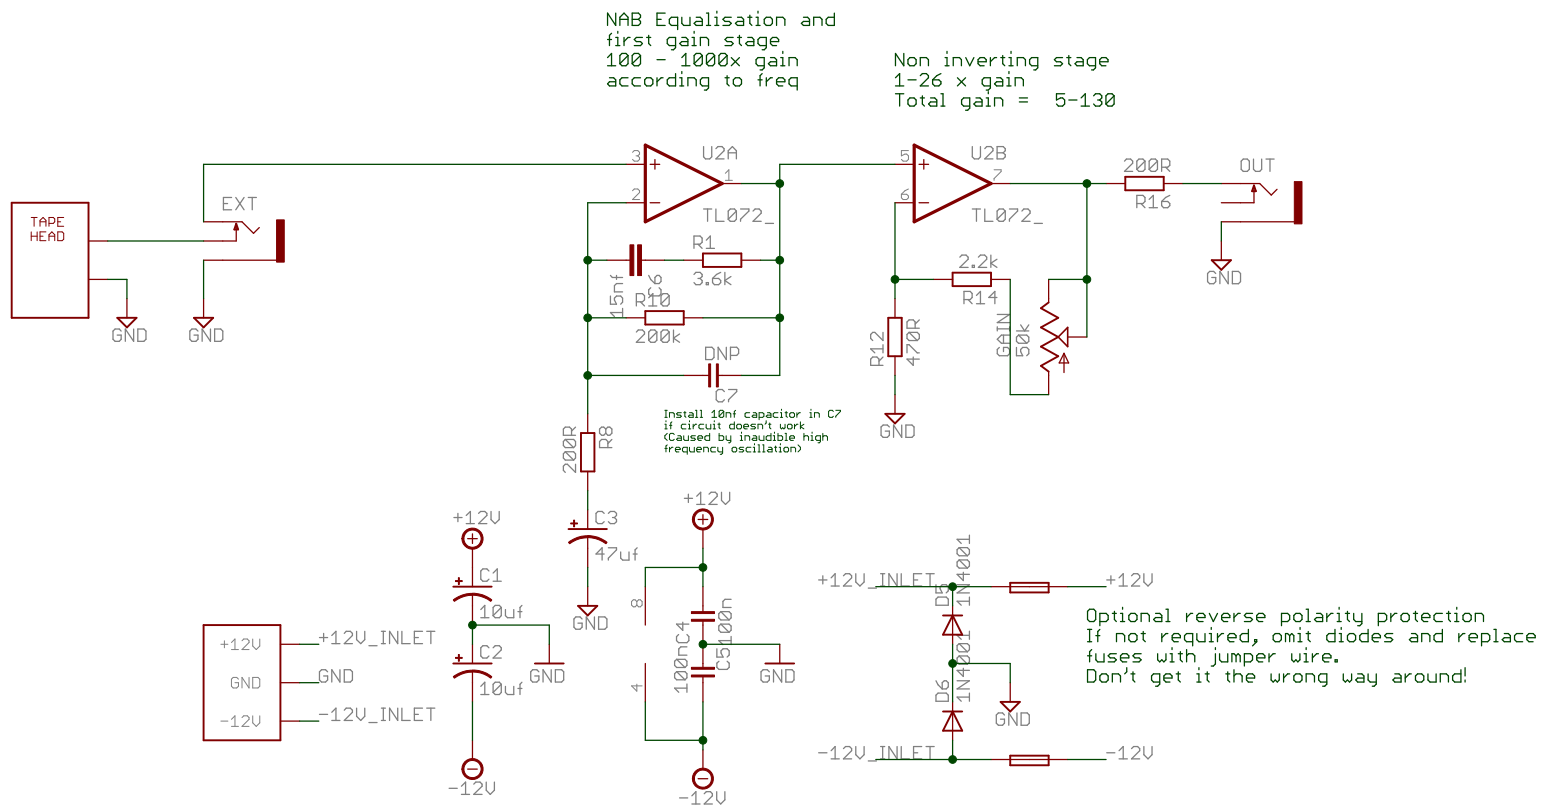 NAB Equalisation and
first gain stage
100 - 1000x gain
according to freq
Non inverting stage
1-26 x gain
Total gain =  5-130
TAPE
HEAD
GND
EXT
GND
3
2
U2A
1
TL072_
C6
15nf
R1
3.6k
R10
200k
DNP
C7
Install 10nf capacitor in C7
if circuit doesn't work
(Caused by inaudible high
frequency oscillation)
R8
200R
C3
47uf
GND
5
6
U2B
7
TL072_
2.2k
R14
R12
470R
GND
GAIN
50k
200R
R16
OUT
GND
+12V
GND
-12V
+12V_INLET
GND
-12V_INLET
+12V
C1
10uf
C2
10uf
GND
-12V
+12V
8
4
C4
100n
C5
100n
GND
-12V
+12V_INLET
D5
1N4001
+12V
D6
1N4001
GND
-12V_INLET
-12V
Optional reverse polarity protection
If not required, omit diodes and replace
fuses with jumper wire.
Don't get it the wrong way around!